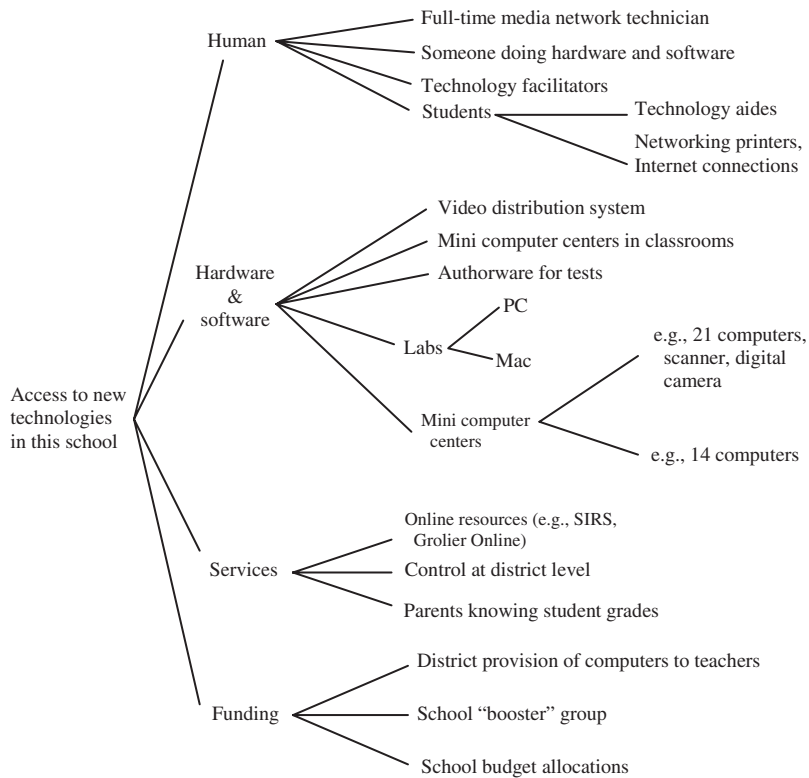 Access to new
technologies
in this school
Human
Full-time media network technician
Someone doing hardware and software
Technology facilitators
Students
Technology aides
Networking printers,
Internet connections
Hardware
&
software
Video distribution system
Mini computer centers in classrooms
Authorware for tests
Labs
PC
Mac
Mini computer
centers
e.g., 21 computers,
scanner, digital
camera
e.g., 14 computers
Services
Online resources (e.g., SIRS,
Grolier Online)
Control at district level
Parents knowing student grades
Funding
District provision of computers to teachers
School “booster” group
School budget allocations